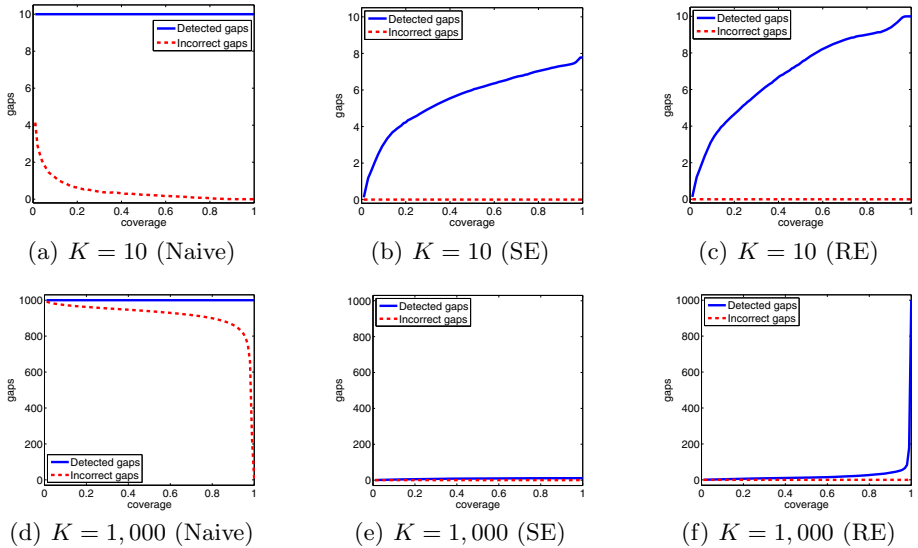 10
8
6
4
2
0
gaps
Detected gaps
Incorrect gaps
0 0.2 0.4 0.6 0.8 1
coverage
(a) K = 10 (Naive)
10
8
6
4
2
0
gaps
Detected gaps
Incorrect gaps
0 0.2 0.4 0.6 0.8 1
coverage
(b) K = 10 (SE)
10
8
6
4
2
0
gaps
Detected gaps
Incorrect gaps
0 0.2 0.4 0.6 0.8 1
coverage
(c) K = 10 (RE)
1000
800
600
400
200
0
gaps
Detected gaps
Incorrect gaps
0 0.2 0.4 0.6 0.8 1
coverage
(d) K = 1,000 (Naive)
1000
800
600
400
200
0
gaps
Detected gaps
Incorrect gaps
0 0.2 0.4 0.6 0.8 1
coverage
(e) K = 1,000 (SE)
1000
800
600
400
200
0
gaps
Detected gaps
Incorrect gaps
0 0.2 0.4 0.6 0.8 1
coverage
(f) K = 1,000 (RE)